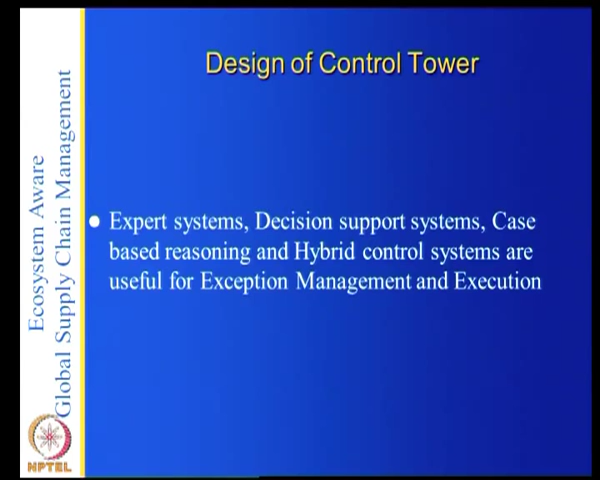 Design of Control Tower
Ecosystem Aware
Global Supply Chain Management
● Expert systems, Decision support systems, Case
based reasoning and Hybrid control systems are
useful for Exception Management and Execution
NPTEL